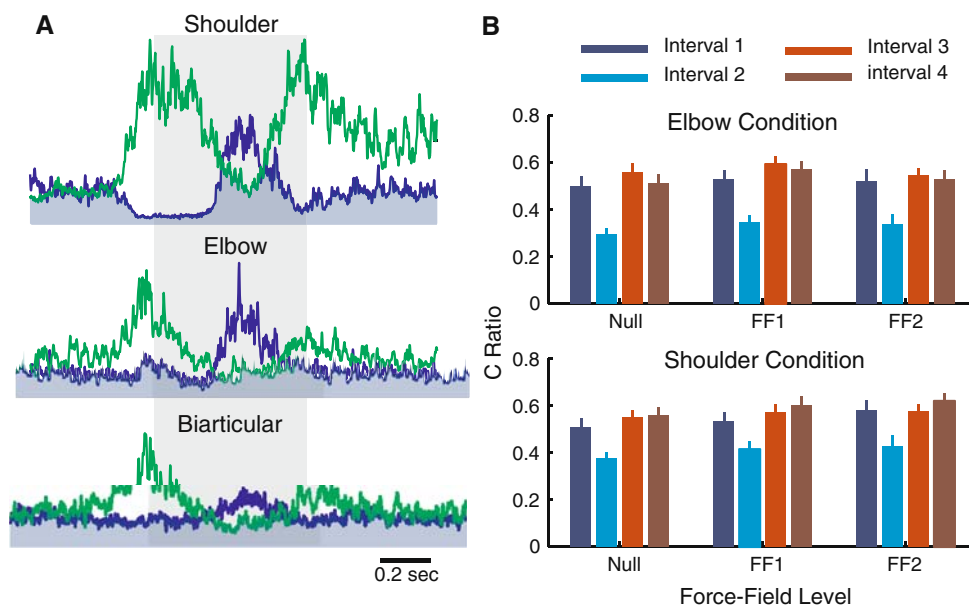 A
Shoulder
Elbow
Biarticular
0.2 sec
B
Interval 1
Interval 2
Interval 3
interval 4
Elbow Condition
0.8
0.6
0.4
0.2
0
Null
FF1
FF2
C Ratio
Shoulder Condition
0.8
0.6
0.4
0.2
0
Null
FF1
FF2
Force-Field Level